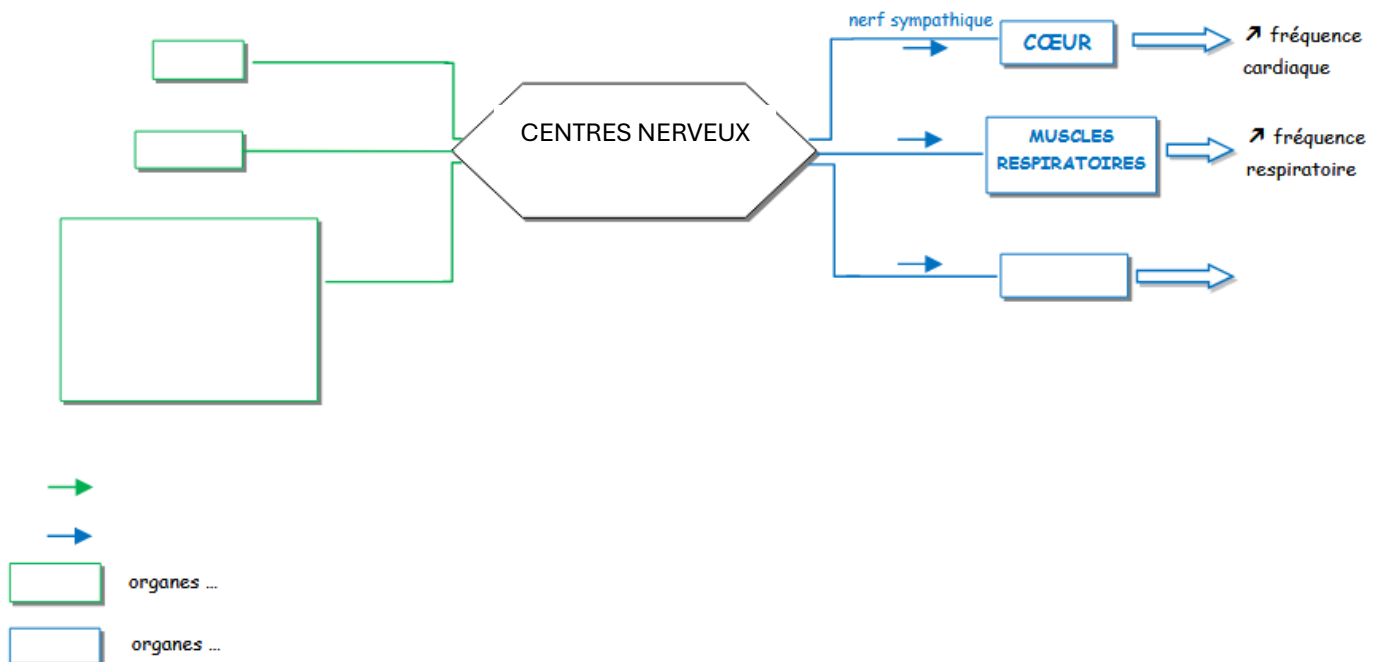 nerf sympathique
CŒUR
↗ fréquence
cardiaque
CENTRES NERVEUX
MUSCLES
RESPIRATOIRES
↗ fréquence
respiratoire
organes ...
organes ...